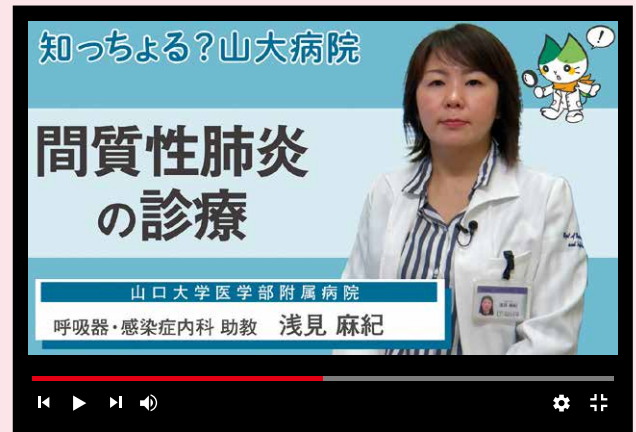 知っちょる?山大病院
間質性肺炎
の診療
山口大学医学部附属病院
呼吸器・感染症内科 助教 浅見 麻紀